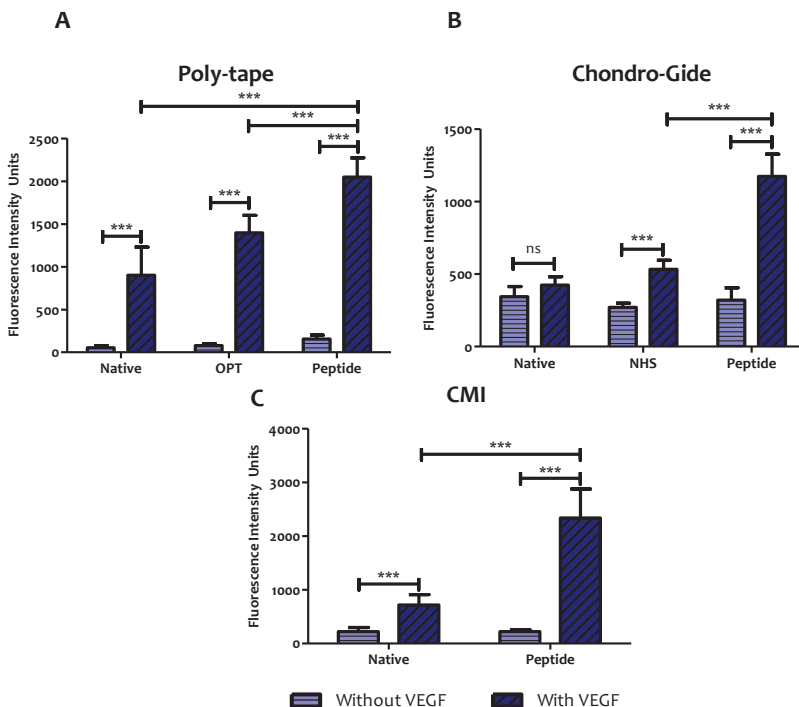 A
B
Poly-tape
Chondro-Gide
***
***
***
***
***
***
***
***
ns
Fluorescence Intensity Units
2500
2000
1500
1000
500
0
Native
OPT
Peptide
Fluorescence Intensity Units
1500
1000
500
0
Native
NHS
Peptide
C
CMI
***
***
***
Fluorescence Intensity Units
4000
3000
2000
1000
0
Native
Peptide
Without VEGF
With VEGF